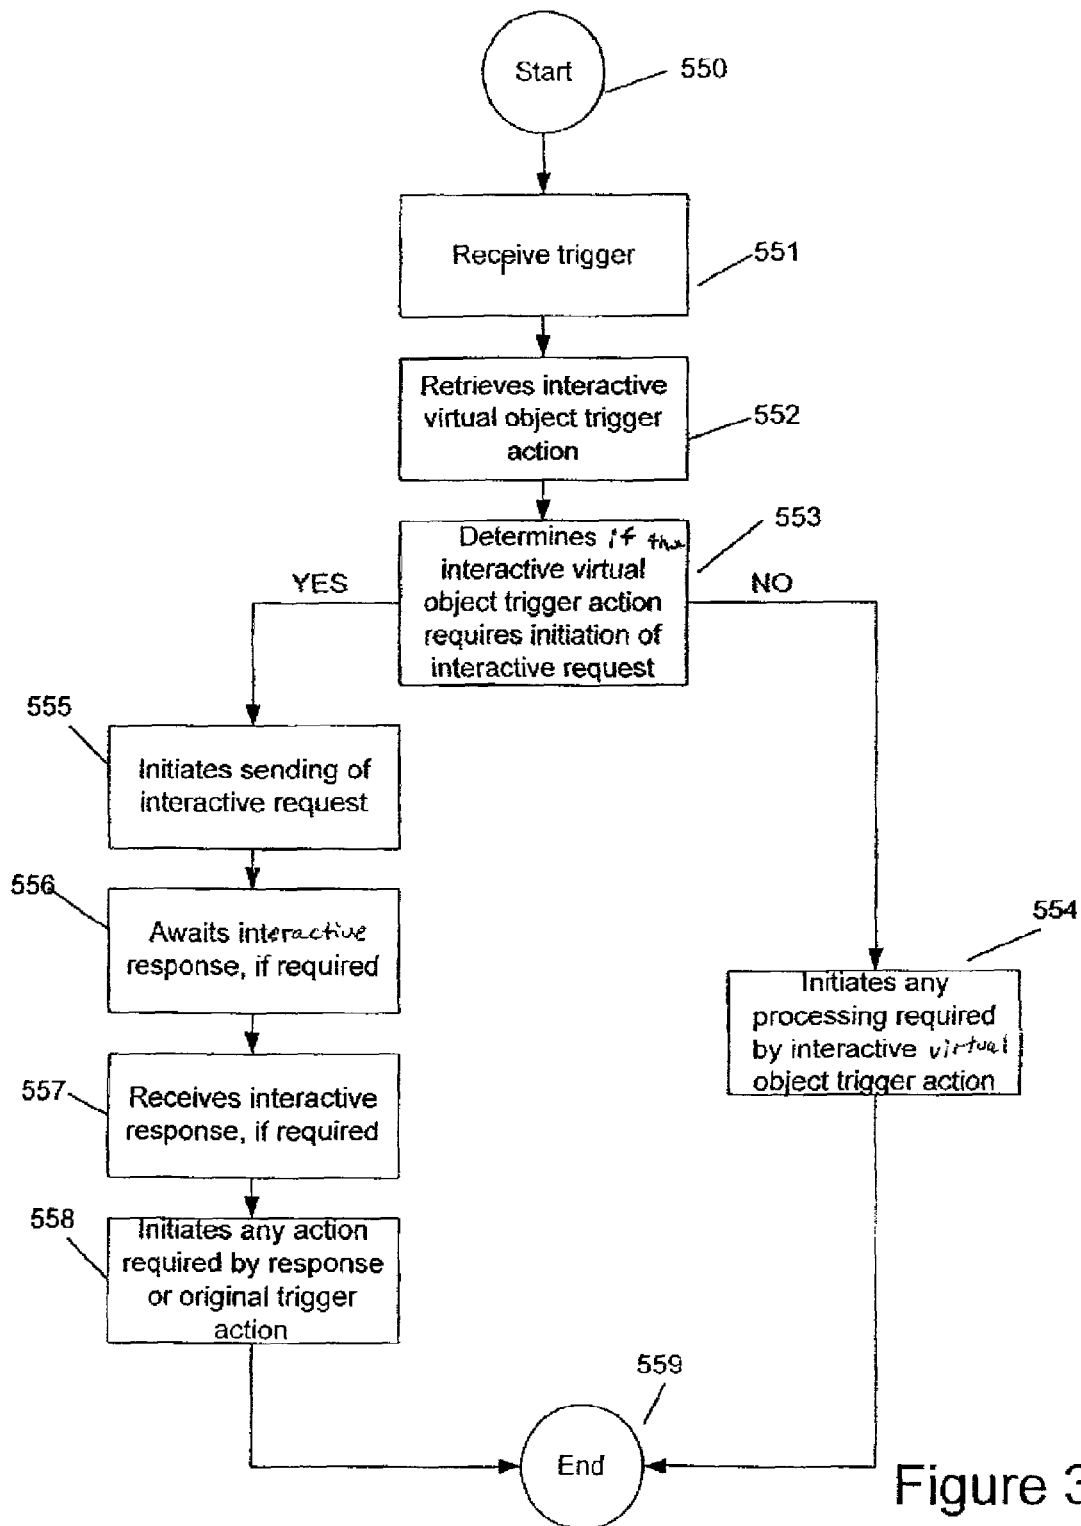 Start
550
Receive trigger
551
Retrieves interactive
virtual object trigger
action
552
Determines if the
interactive virtual
object trigger action
requires initiation of
interactive request
553
YES
NO
555
Initiates sending of
interactive request
556
Awaits interactive
response, if required
554
Initiates any
processing required
by interactive virtual
object trigger action
557
Receives interactive
response, if required
558
Initiates any action
required by response
or original trigger
action
559
End
Figure 3